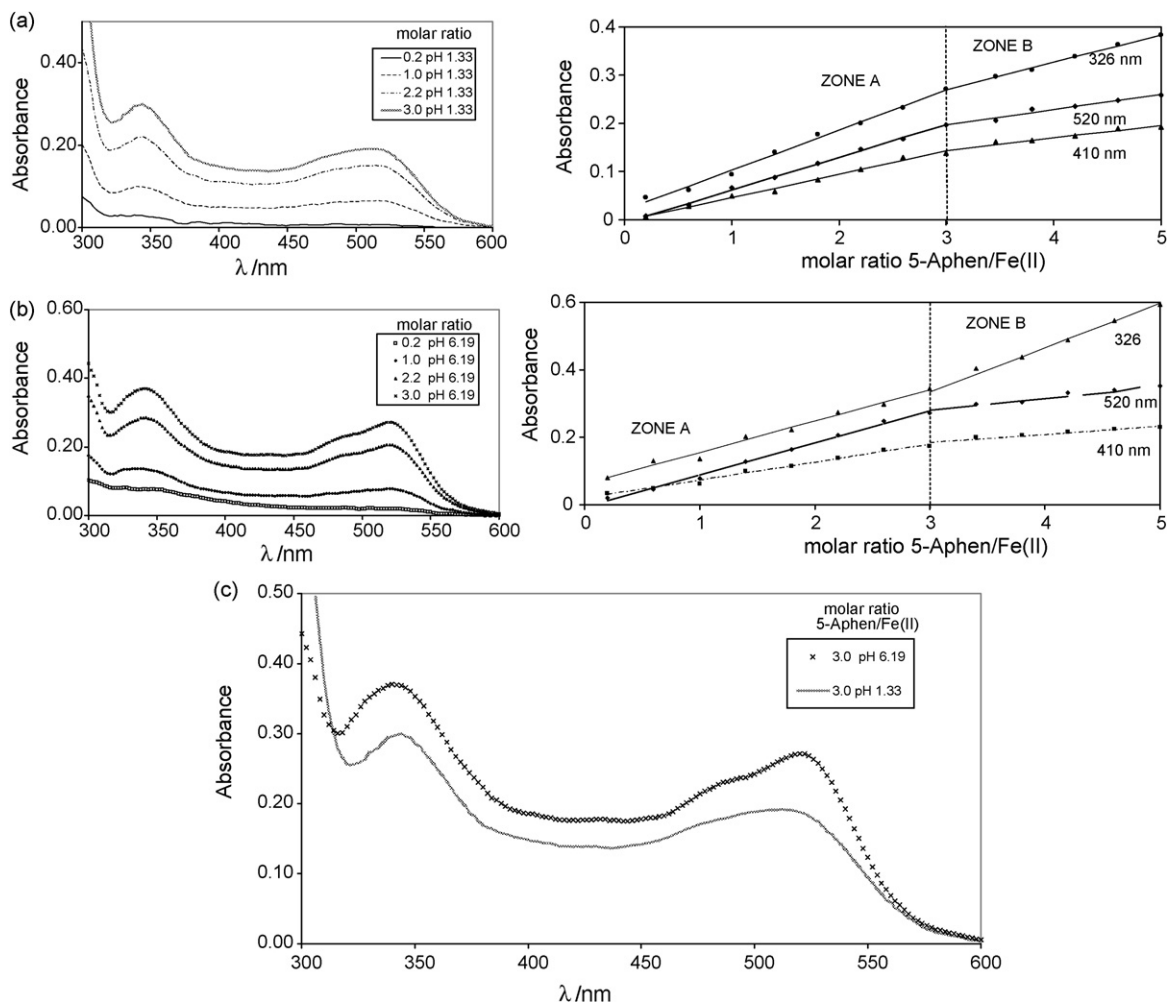 (a)
Absorbance
0.40
0.20
0.00
300 350 400 450 500 550 600
λ /nm
molar ratio
0.2 pH 1.33
1.0 pH 1.33
2.2 pH 1.33
3.0 pH 1.33
Absorbance
0.4
0.3
0.2
0.1
0
0 1 2 3 4 5
molar ratio 5-Aphen/Fe(II)
ZONE A
ZONE B
326 nm
520 nm
410 nm
(b)
Absorbance
0.60
0.40
0.20
0.00
300 350 400 450 500 550 600
λ /nm
molar ratio
0.2 pH 6.19
1.0 pH 6.19
2.2 pH 6.19
3.0 pH 6.19
Absorbance
0.6
0.4
0.2
0
0 1 2 3 4 5
molar ratio 5-Aphen/Fe(II)
ZONE A
ZONE B
326
520 nm
410 nm
(c)
Absorbance
0.50
0.40
0.30
0.20
0.10
0.00
300 350 400 450 500 550 600
λ /nm
molar ratio
5-Aphen/Fe(II)
3.0 pH 6.19
3.0 pH 1.33